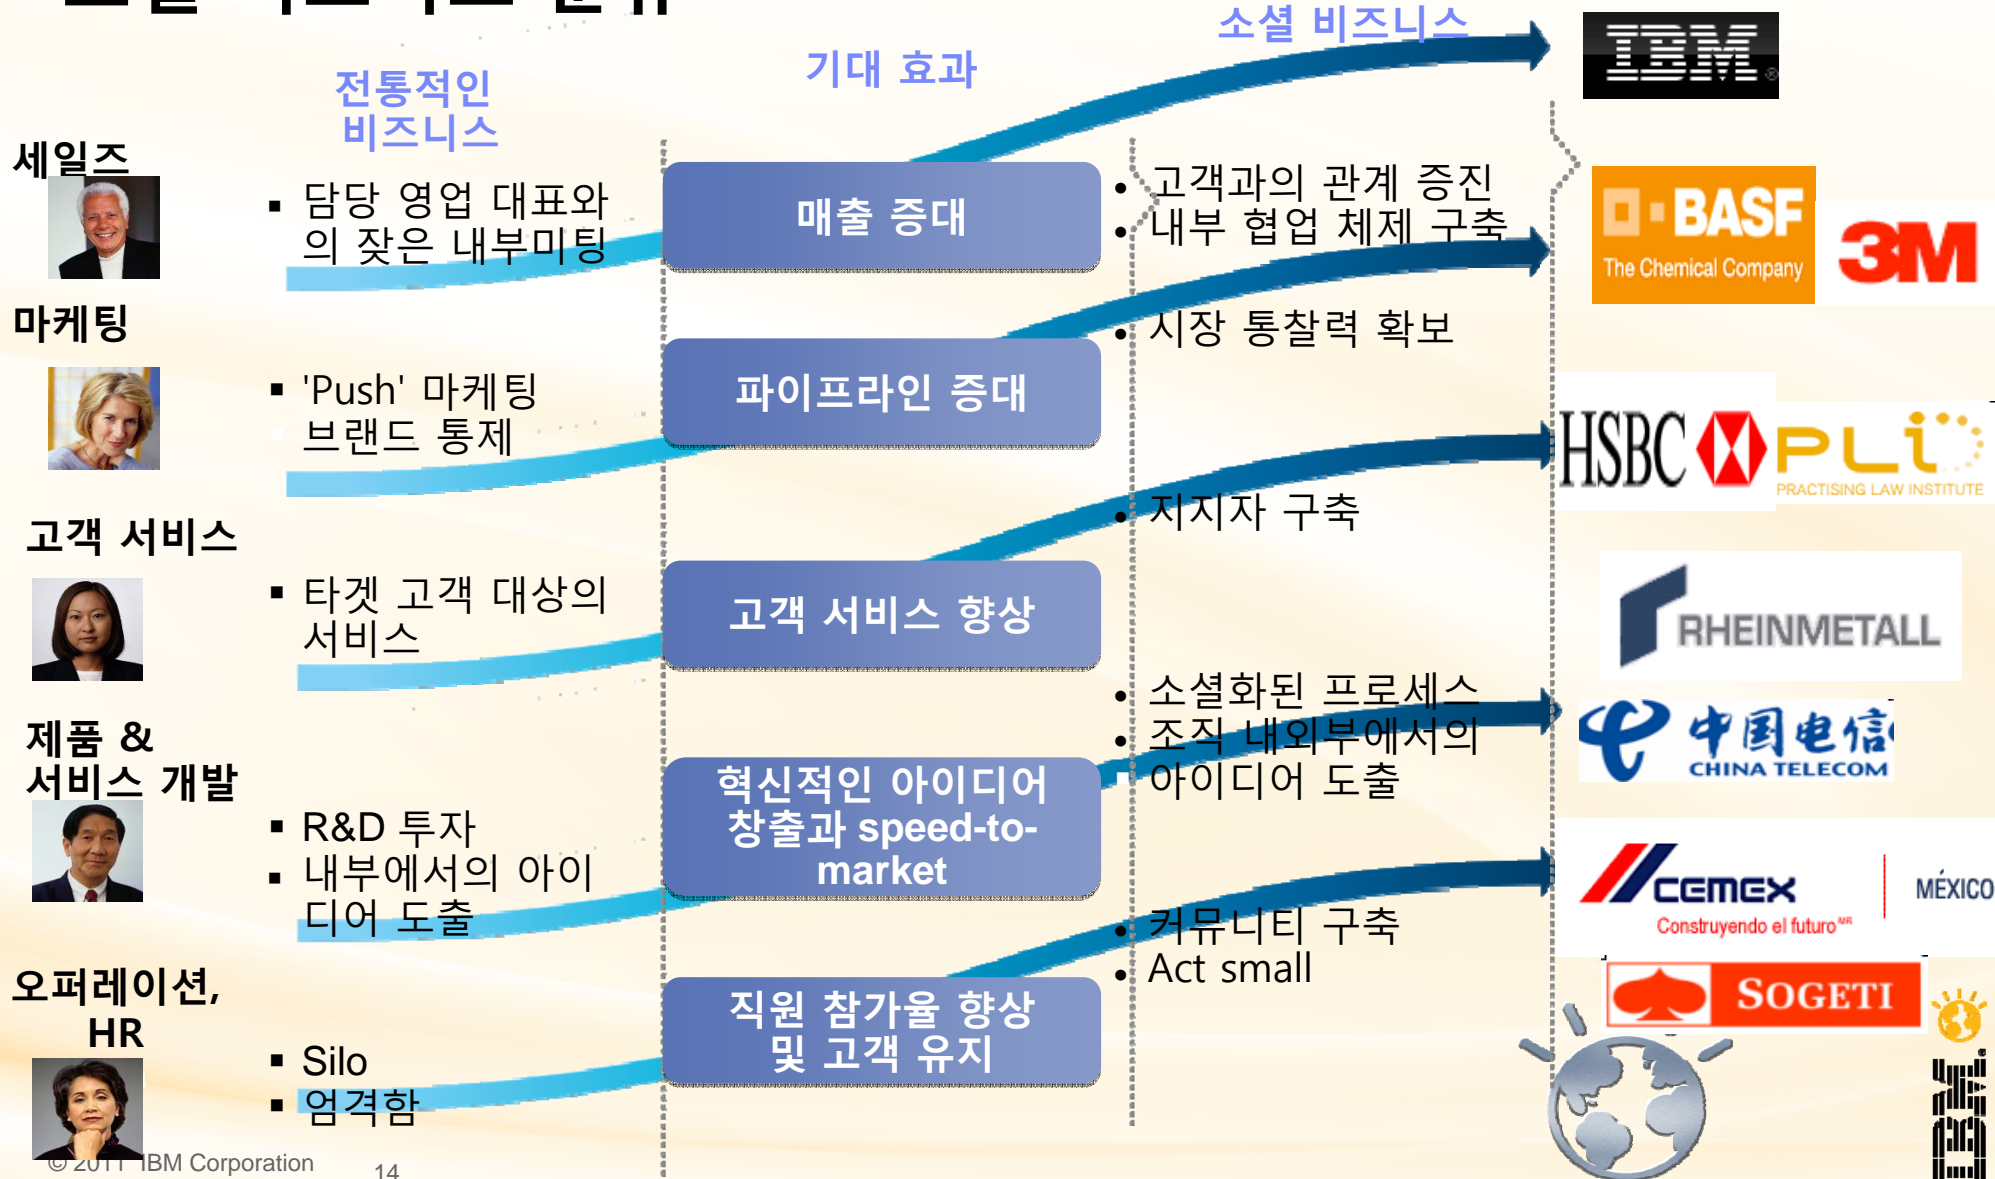 소셜 비즈니스
기대 효과
전통적인
비즈니스
IBM®
세일즈
▪ 담당 영업 대표와
의 잦은 내부미팅
매출 증대
• 고객과의 관계 증진
• 내부 협업 체제 구축
BASF
The Chemical Company
3M
마케팅
▪ 'Push' 마케팅
브랜드 통제
파이프라인 증대
• 시장 통찰력 확보
HSBC
PLI
PRACTISING LAW INSTITUTE
고객 서비스
▪ 타겟 고객 대상의
서비스
고객 서비스 향상
• 지지자 구축
RHEINMETALL
제품 &
서비스 개발
▪ R&D 투자
▪ 내부에서의 아이
디어 도출
혁신적인 아이디어
창출과 speed-to-
market
• 소셜화된 프로세스
• 조직 내외부에서의
아이디어 도출
中国电信
CHINA TELECOM
오퍼레이션,
HR
▪ Silo
▪ 엄격함
직원 참가율 향상
및 고객 유지
• 커뮤니티 구축
• Act small
CEMEX
Construyendo el futuro MR
MÉXICO
SOGETI
IBM
© 2011 IBM Corporation
14